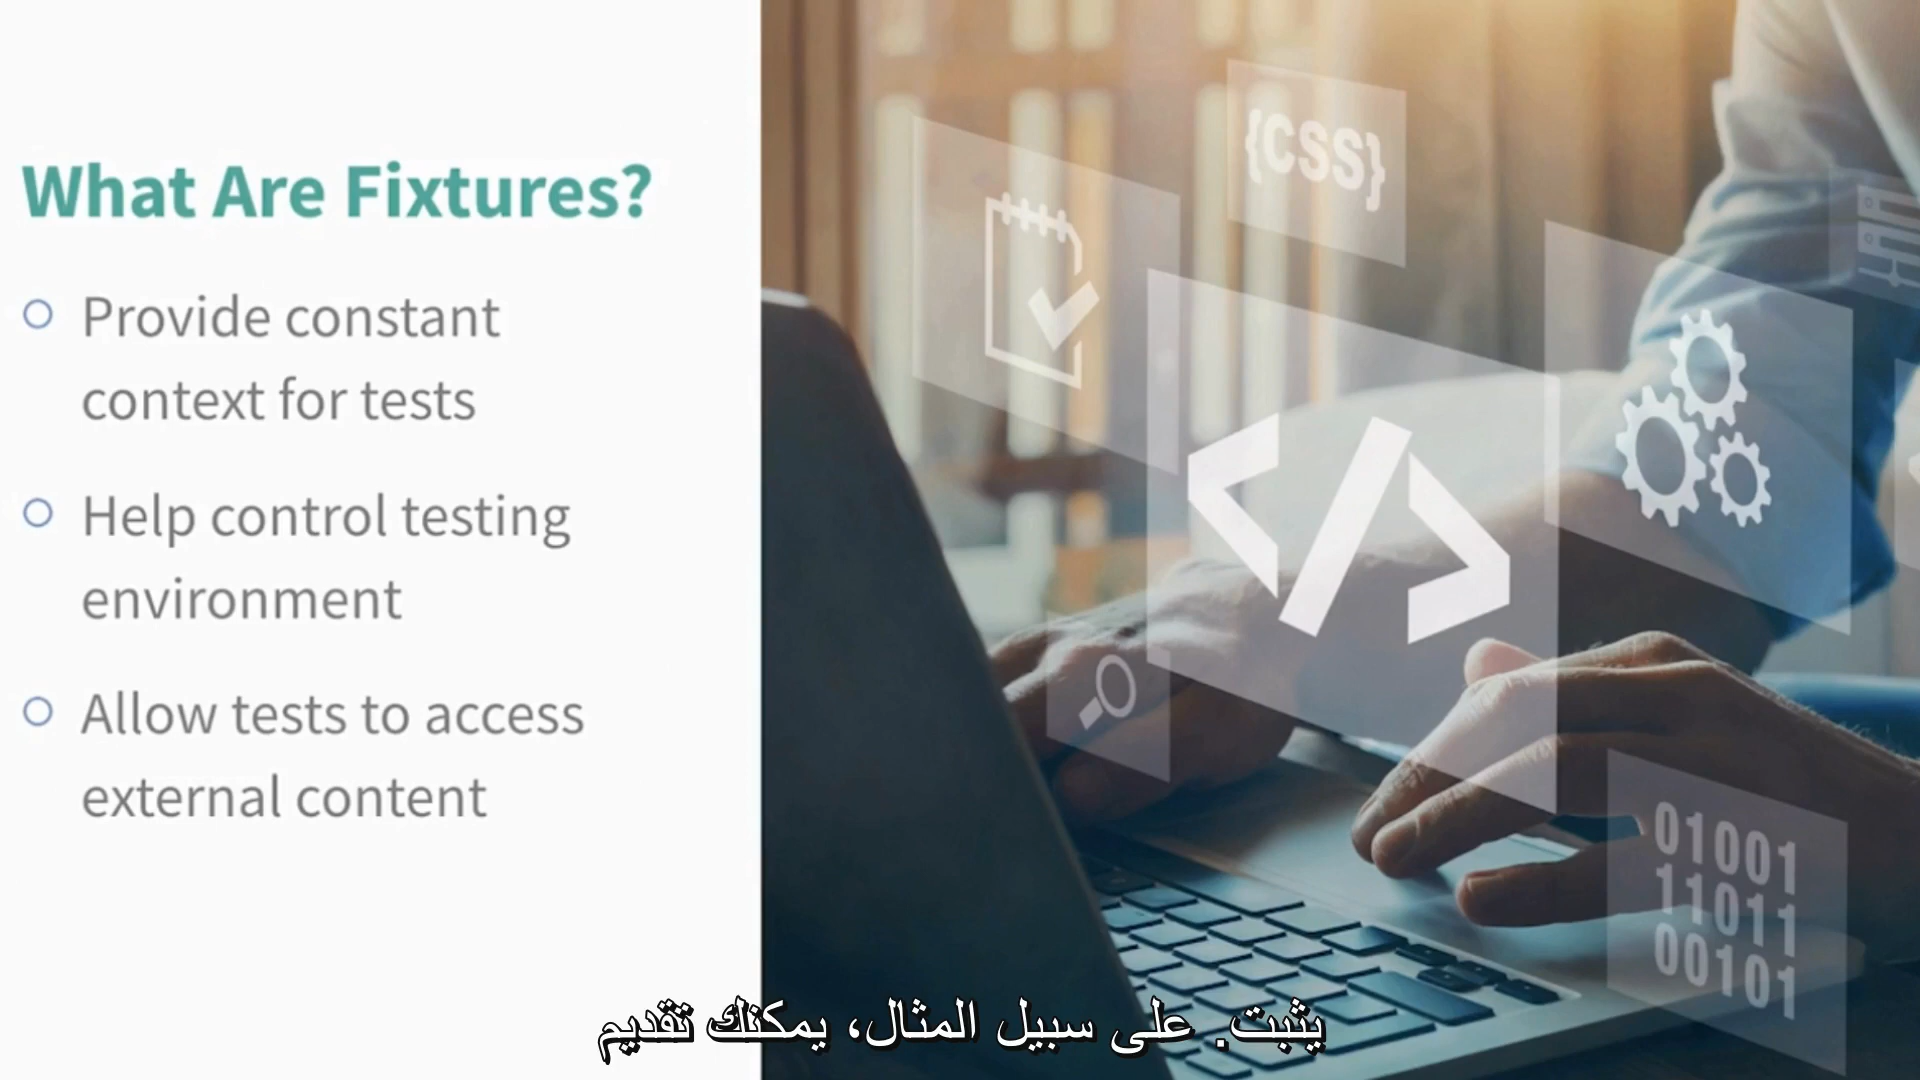 What Are Fixtures?
Provide constant
context for tests
Help control testing
environment
Allow tests to access
external content
{CSS}
</>
01001
11011
00101
يثبت. على سبيل المثال، يمكنك تقديم